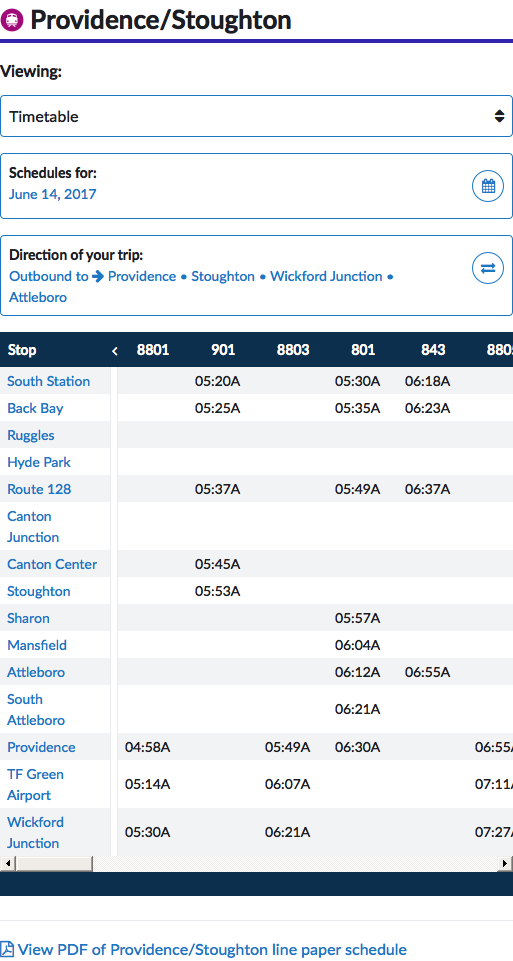 Providence/Stoughton
Viewing:
Timetable
Schedules for:
June 14, 2017
Direction of your trip:
Outbound to → Providence • Stoughton • Wickford Junction •
Attleboro
Stop < 8801 901 8803 801 843 880
South Station 05:20A 05:30A 06:18A
Back Bay 05:25A 05:35A 06:23A
Ruggles
Hyde Park
Route 128 05:37A 05:49A 06:37A
Canton
Junction
Canton Center 05:45A
Stoughton 05:53A
Sharon 05:57A
Mansfield 06:04A
Attleboro 06:12A 06:55A
South
Attleboro 06:21A
Providence 04:58A 05:49A 06:30A 06:55
TF Green
Airport 05:14A 06:07A 07:11
Wickford
Junction 05:30A 06:21A 07:27
View PDF of Providence/Stoughton line paper schedule